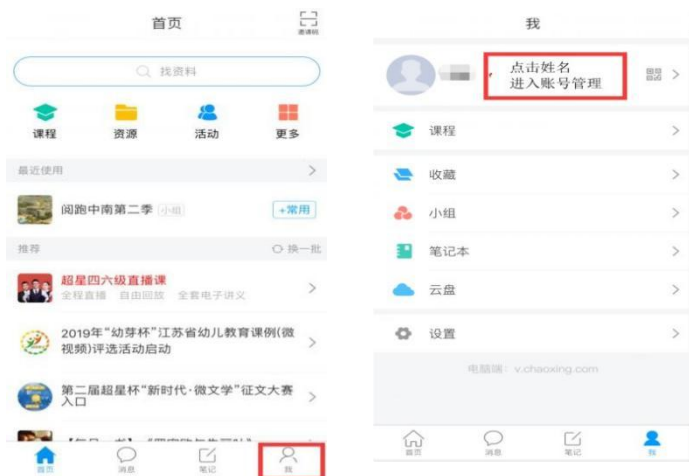 首页
邀请码
找资料
课程
资源
活动
更多
最近使用
阅跑中南第二季 小组
+常用
推荐
换一批
超星四六级直播课
全程直播 自由回放 全套电子讲义
2019年“幼芽杯”江苏省幼儿教育课例(微
视频)评选活动启动
第二届超星杯“新时代·微文学”征文大赛
入口
首页
消息
笔记
我
我
点击姓名
进入账号管理
课程
收藏
小组
笔记本
云盘
设置
电脑端：v.chaoxing.com
首页
消息
笔记
我